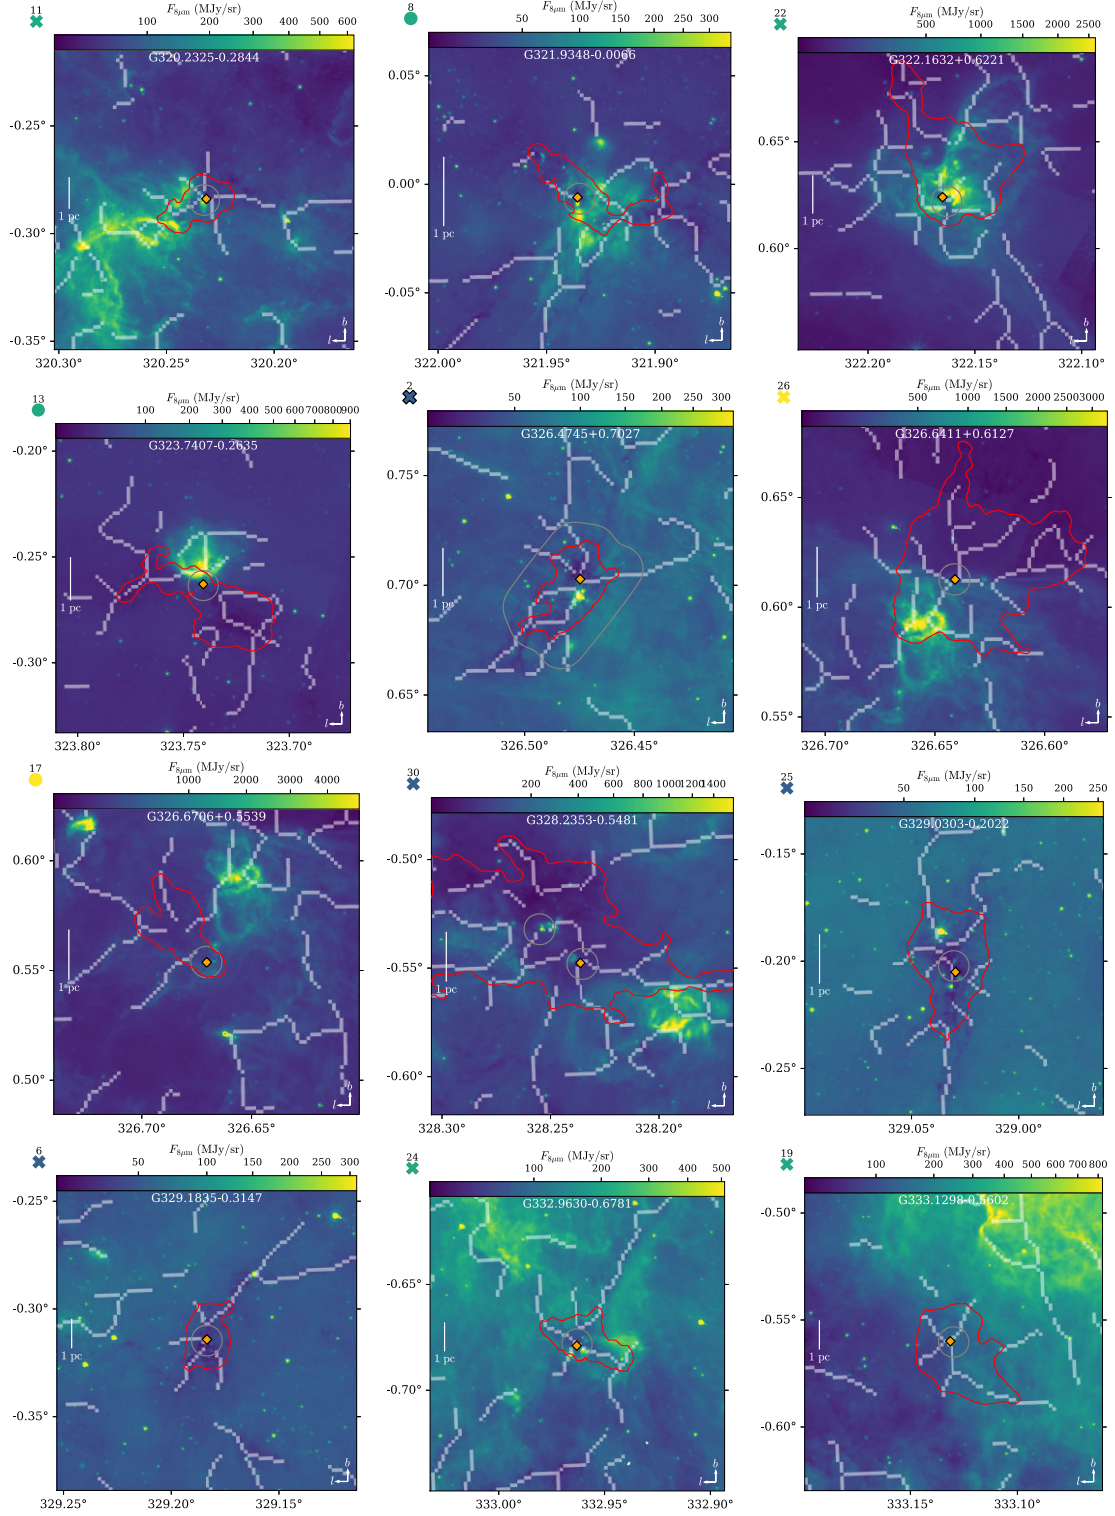 11
F8μm (MJy/sr)
100 200 300 400 500 600
G320.2325-0.2844
-0.25°
-0.30°
-0.35°
1 pc
b
l
320.30 320.25° 320.20°
8
F8μm (MJy/sr)
50 100 150 200 300
G321.9348-0.0066
0.05°
0.00°
-0.05°
1 pc
b
l
322.00° 321.95° 321.90°
22
F8μm (MJy/sr)
500 1000 1500 2000 2500
G322.1632+0.6221
0.65°
0.60°
1 pc
b
l
322.20° 322.15° 322.10°
13
F8μm (MJy/sr)
100 200 300 400 500 600 700800 900
G323.7407-0.2635
-0.20°
-0.25°
-0.30°
1 pc
b
l
323.80° 323.75° 323.70°
2
F8μm (MJy/sr)
50 100 150 200 300
G326.4745+0.7027
0.75°
0.70°
0.65°
1 pc
b
l
326.50° 326.45°
26
F8μm (MJy/sr)
500 1000 2000 25003000
G326.6411+0.6127
0.65°
0.60°
0.55°
1 pc
b
l
326.70° 326.65° 326.60°
17
F8μm (MJy/sr)
1000 2000 3000 4000
G326.6706+0.5539
0.60°
0.55°
0.50°
1 pc
b
l
326.70° 326.65°
30
F8μm (MJy/sr)
200 400 600 800 100012001400
G328.2353-0.5481
-0.50°
-0.55°
-0.60°
1 pc
b
l
328.30° 328.25° 328.20°
25
F8μm (MJy/sr)
50 100 150 200 250
G329.0303-0.2022
-0.15°
-0.20°
-0.25°
1 pc
b
l
329.05° 329.00°
6
F8μm (MJy/sr)
50 100 150 200 250 300
G329.1835-0.3147
-0.25°
-0.30°
-0.35°
1 pc
b
l
329.25° 329.20° 329.15°
24
F8μm (MJy/sr)
100 200 300 400 500
G332.9630-0.6781
-0.65°
-0.70°
1 pc
b
l
333.00° 332.95° 332.90°
19
F8μm (MJy/sr)
100 200 300 400 500 600 700 800
G333.1298-0.5602
-0.50°
-0.55°
-0.60°
1 pc
b
l
333.15° 333.10°